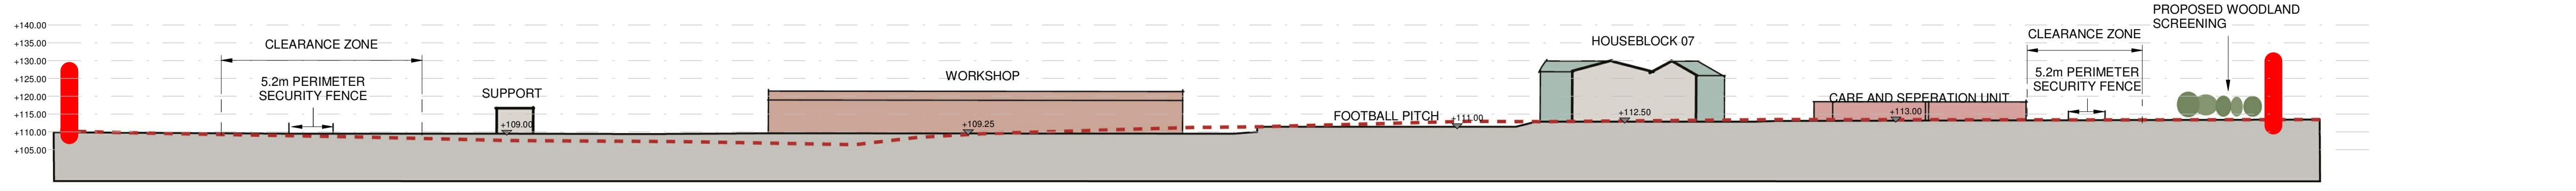 +140.00
+135.00
+130.00
+125.00
+120.00
+115.00
+110.00
+105.00
CLEARANCE ZONE
5.2m PERIMETER
SECURITY FENCE
SUPPORT
+109.00
WORKSHOP
+109.25
FOOTBALL PITCH
+111.00
HOUSEBLOCK 07
+112.50
CARE AND SEPERATION UNIT
+113.00
CLEARANCE ZONE
5.2m PERIMETER
SECURITY FENCE
PROPOSED WOODLAND
SCREENING